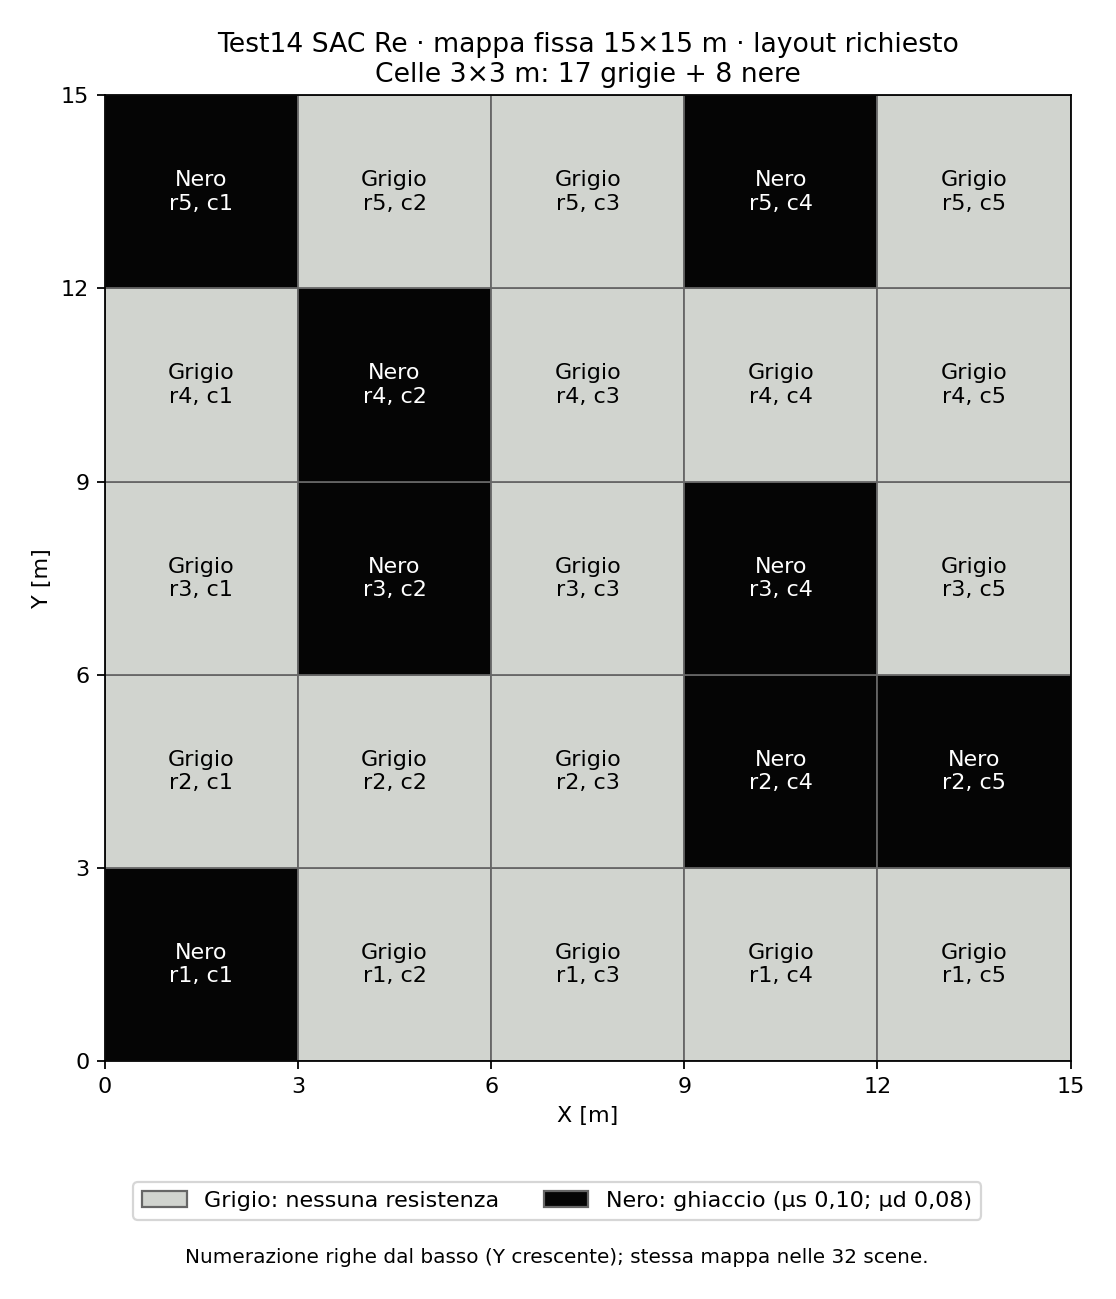 Test14 SAC Re · mappa fissa 15×15 m · layout richiesto
Celle 3×3 m: 17 grigie + 8 nere
15
Nero
r5, c1
Grigio
r5, c2
Grigio
r5, c3
Nero
r5, c4
Grigio
r5, c5
12
Grigio
r4, c1
Nero
r4, c2
Grigio
r4, c3
Grigio
r4, c4
Grigio
r4, c5
9
Grigio
r3, c1
Nero
r3, c2
Grigio
r3, c3
Nero
r3, c4
Grigio
r3, c5
Y [m]
6
Grigio
r2, c1
Grigio
r2, c2
Grigio
r2, c3
Nero
r2, c4
Nero
r2, c5
3
Nero
r1, c1
Grigio
r1, c2
Grigio
r1, c3
Grigio
r1, c4
Grigio
r1, c5
0
0 3 6 9 12 15
X [m]
Grigio: nessuna resistenza
Nero: ghiaccio (μs 0,10; μd 0,08)
Numerazione righe dal basso (Y crescente); stessa mappa nelle 32 scene.